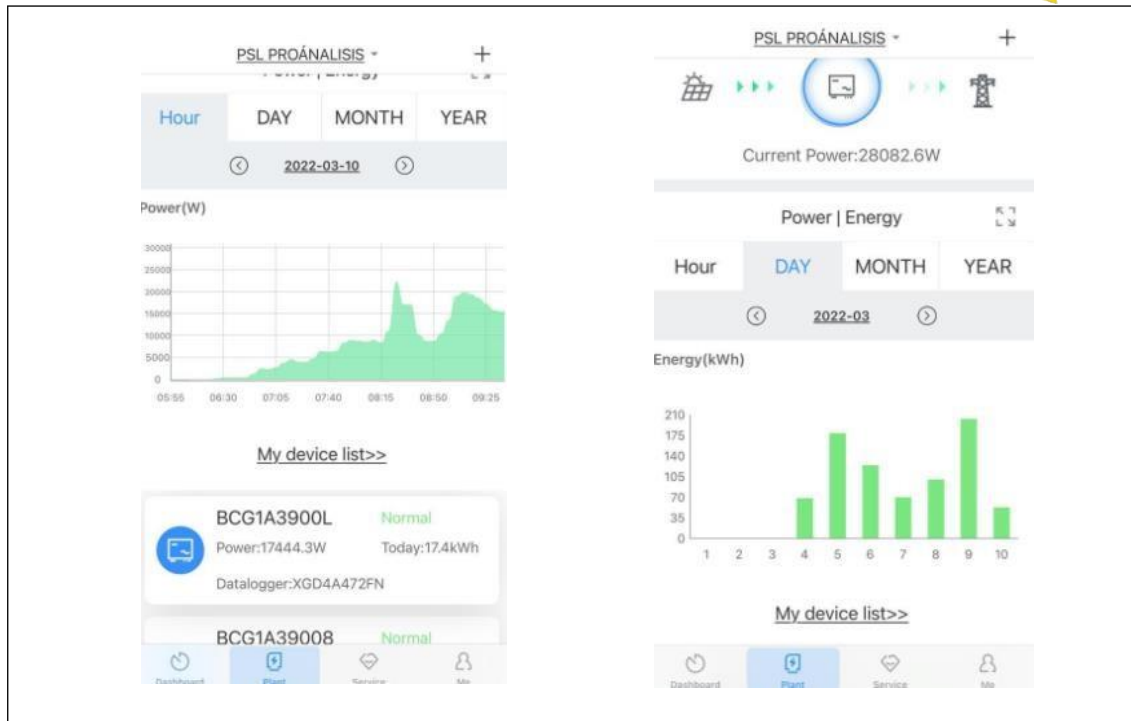 PSL PROÁNALISIS
+
Power | Energy
Hour DAY MONTH YEAR
2022-03-10
Power(W)
30000
25000
20000
15000
10000
5000
0
05:55 06:30 07:05 07:40 08:15 08:50 09:25
My device list>>
BCG1A3900L Normal
Power:17444.3W Today:17.4kWh
Datalogger:XGD4A472FN
BCG1A39008 Normal
Dashboard Plant Service Me
PSL PROÁNALISIS
+
Current Power:28082.6W
Power | Energy
Hour DAY MONTH YEAR
2022-03
Energy(kWh)
210
175
140
105
70
35
0
1 2 3 4 5 6 7 8 9 10
My device list>>
Dashboard Plant Service Me